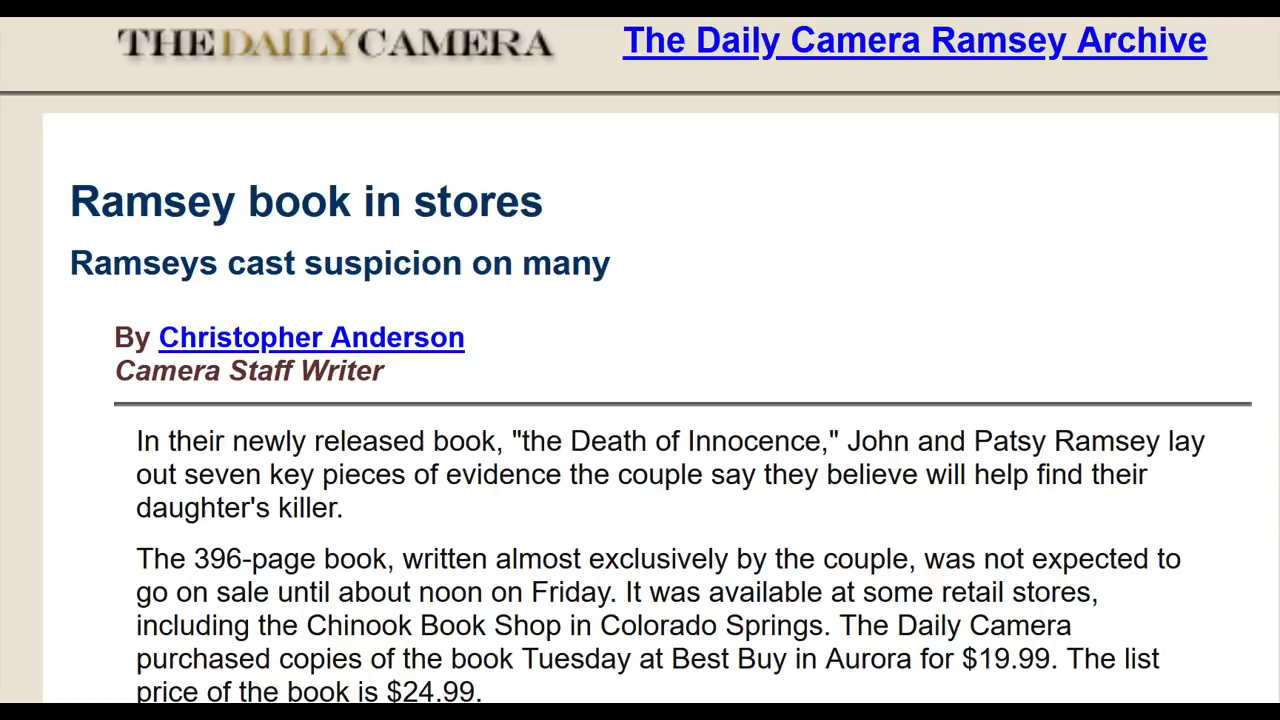 THE DAILY CAMERA
The Daily Camera Ramsey Archive
Ramsey book in stores
Ramseys cast suspicion on many
By Christopher Anderson
Camera Staff Writer
In their newly released book, "the Death of Innocence," John and Patsy Ramsey lay
out seven key pieces of evidence the couple say they believe will help find their
daughter's killer.
The 396-page book, written almost exclusively by the couple, was not expected to
go on sale until about noon on Friday. It was available at some retail stores,
including the Chinook Book Shop in Colorado Springs. The Daily Camera
purchased copies of the book Tuesday at Best Buy in Aurora for $19.99. The list
price of the book is $24.99.